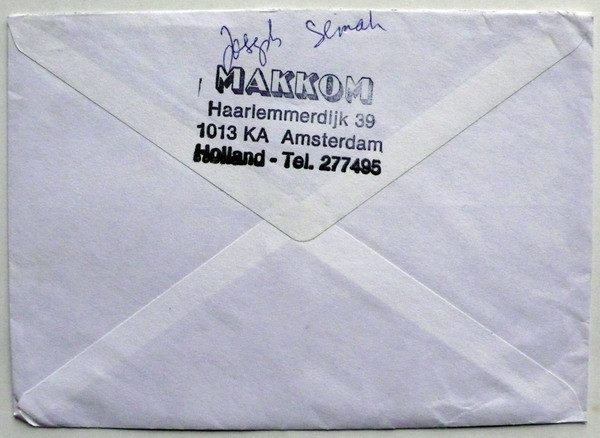 Joseph Semah
MAKKOM
Haarlemmerdijk 39
1013 KA Amsterdam
Holland - Tel. 277495